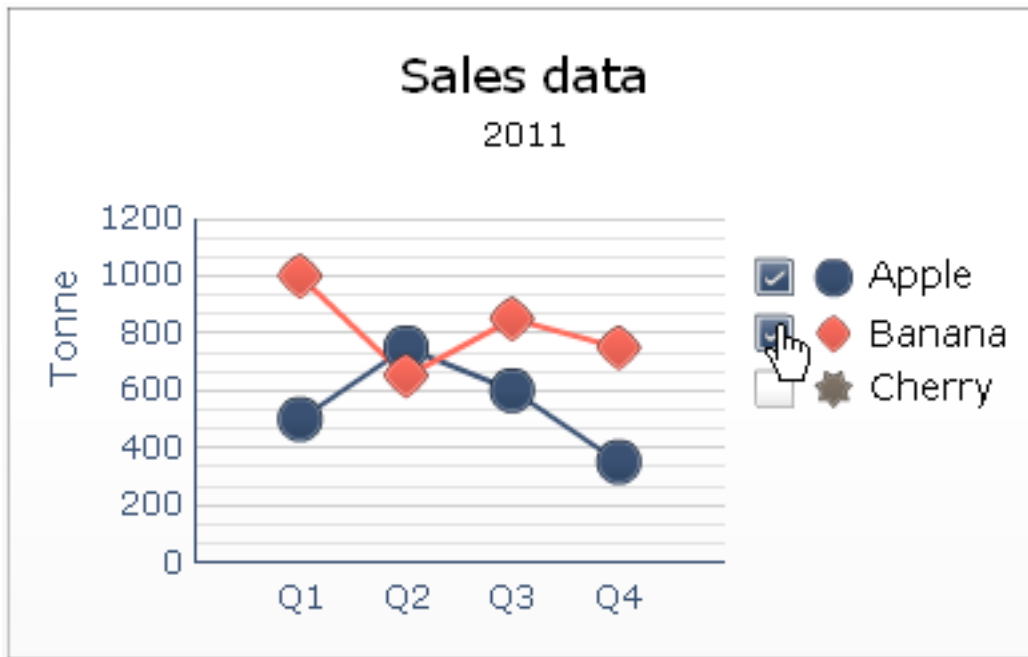 Sales data
2011
Tonne
1200
1000
800
600
400
200
0
Q1 Q2 Q3 Q4
Apple
Banana
Cherry